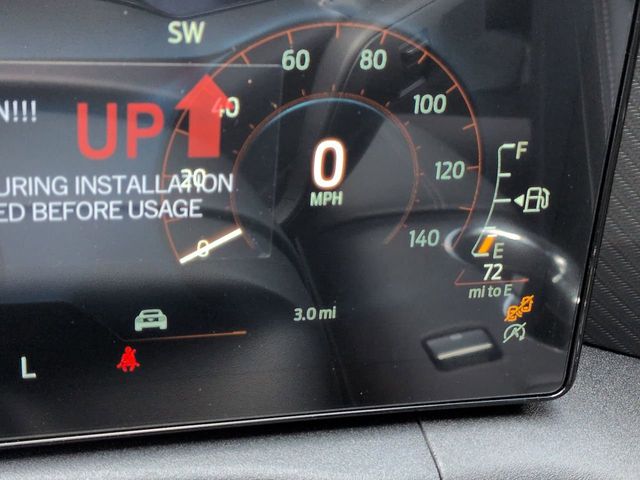 SW
N!!!
UP
URING INSTALLATION
ED BEFORE USAGE
0
20
40
60
80
100
120
140
0
MPH
F
E
72
mi to E
3.0 mi
L